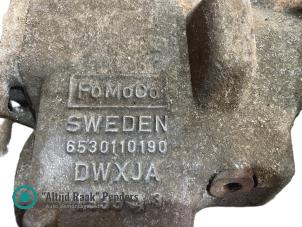 FoMoCo
SWEDEN
6530110190
DWXJA
"Altijd Raak" Penders